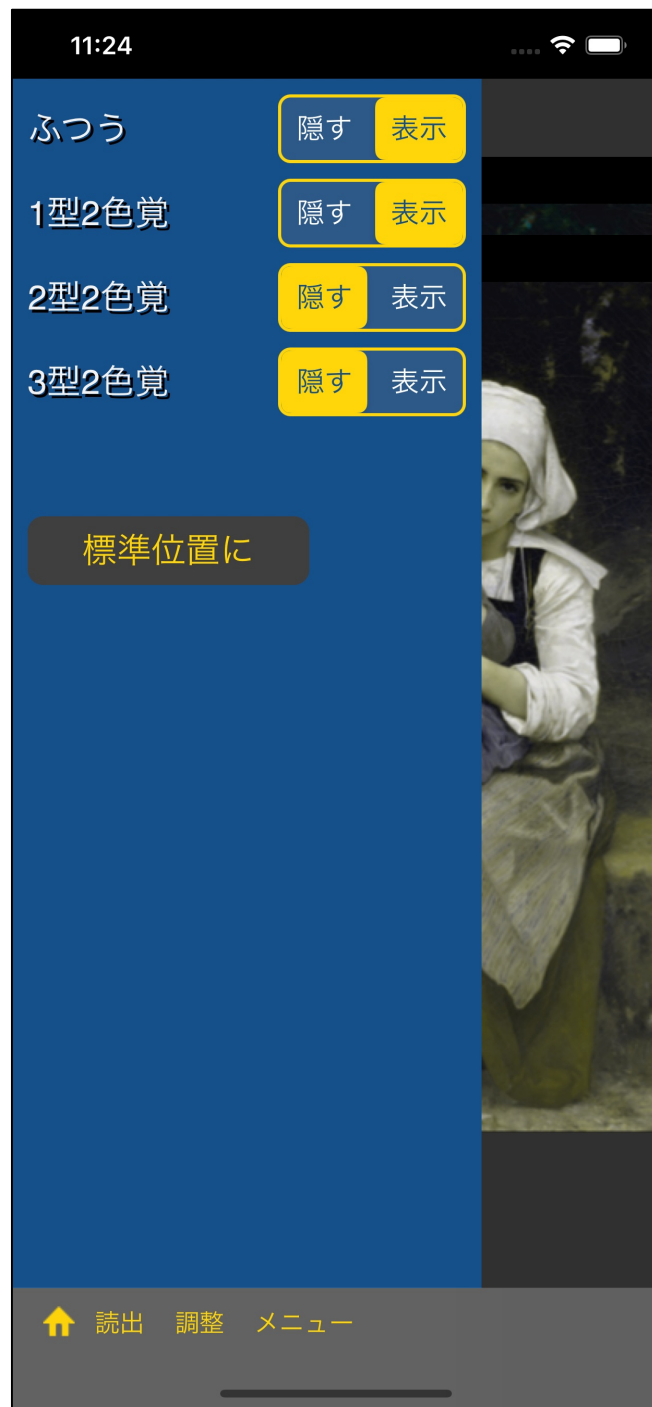 11:24
ふつう 隠す 表示
1型2色覚 隠す 表示
2型2色覚 隠す 表示
3型2色覚 隠す 表示
標準位置に
読出 調整 メニュー